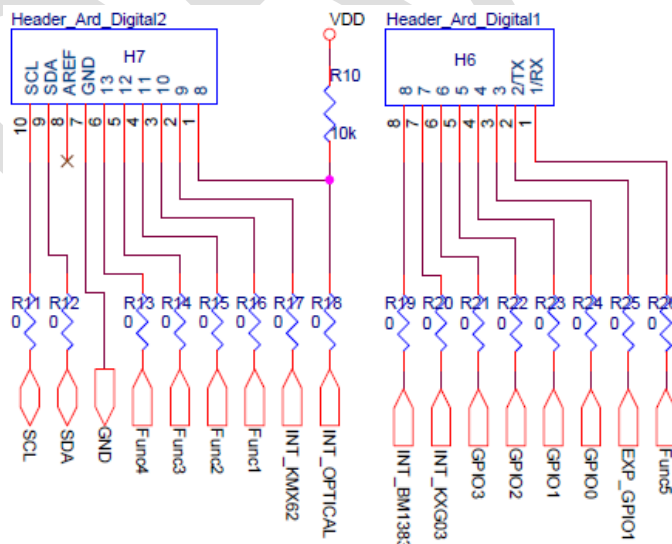 Header_Ard_Digital2
VDD
Header_Ard_Digital1
H7
H6
SCL
SDA
AREF
GND
13
12
11
10
9
8
8
7
6
5
4
3
2/TX
1/RX
10
9
8
7
6
5
4
3
2
1
8
7
6
5
4
3
2
1
R10
10k
R11
0
R12
0
R13
0
R14
0
R15
0
R16
0
R17
0
R18
0
R19
0
R20
0
R21
0
R22
0
R23
0
R24
0
R25
0
R26
0
SCL
SDA
GND
Func4
Func3
Func2
Func1
INT_KMX62
INT_OPTICAL
INT_BM1383
INT_KXG03
GPIO3
GPIO2
GPIO1
GPIO0
EXP_GPIO1
Func5